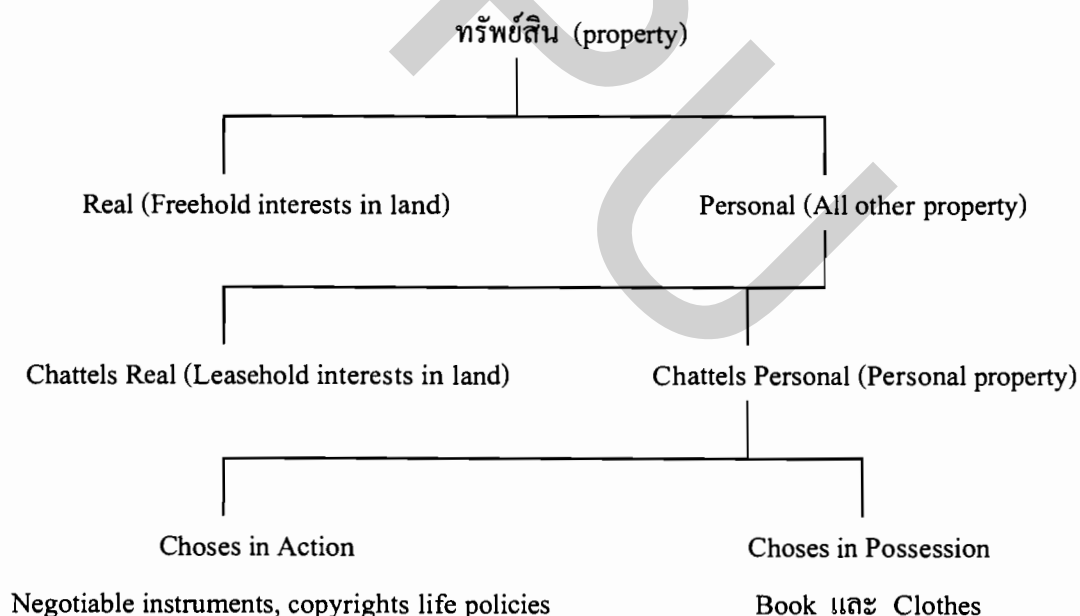 ทรัพย์สิน (property)
Real (Freehold interests in land) Personal (All other property)
Chattels Real (Leasehold interests in land) Chattels Personal (Personal property)
Choses in Action Choses in Possession
Negotiable instruments, copyrights life policies Book และ Clothes